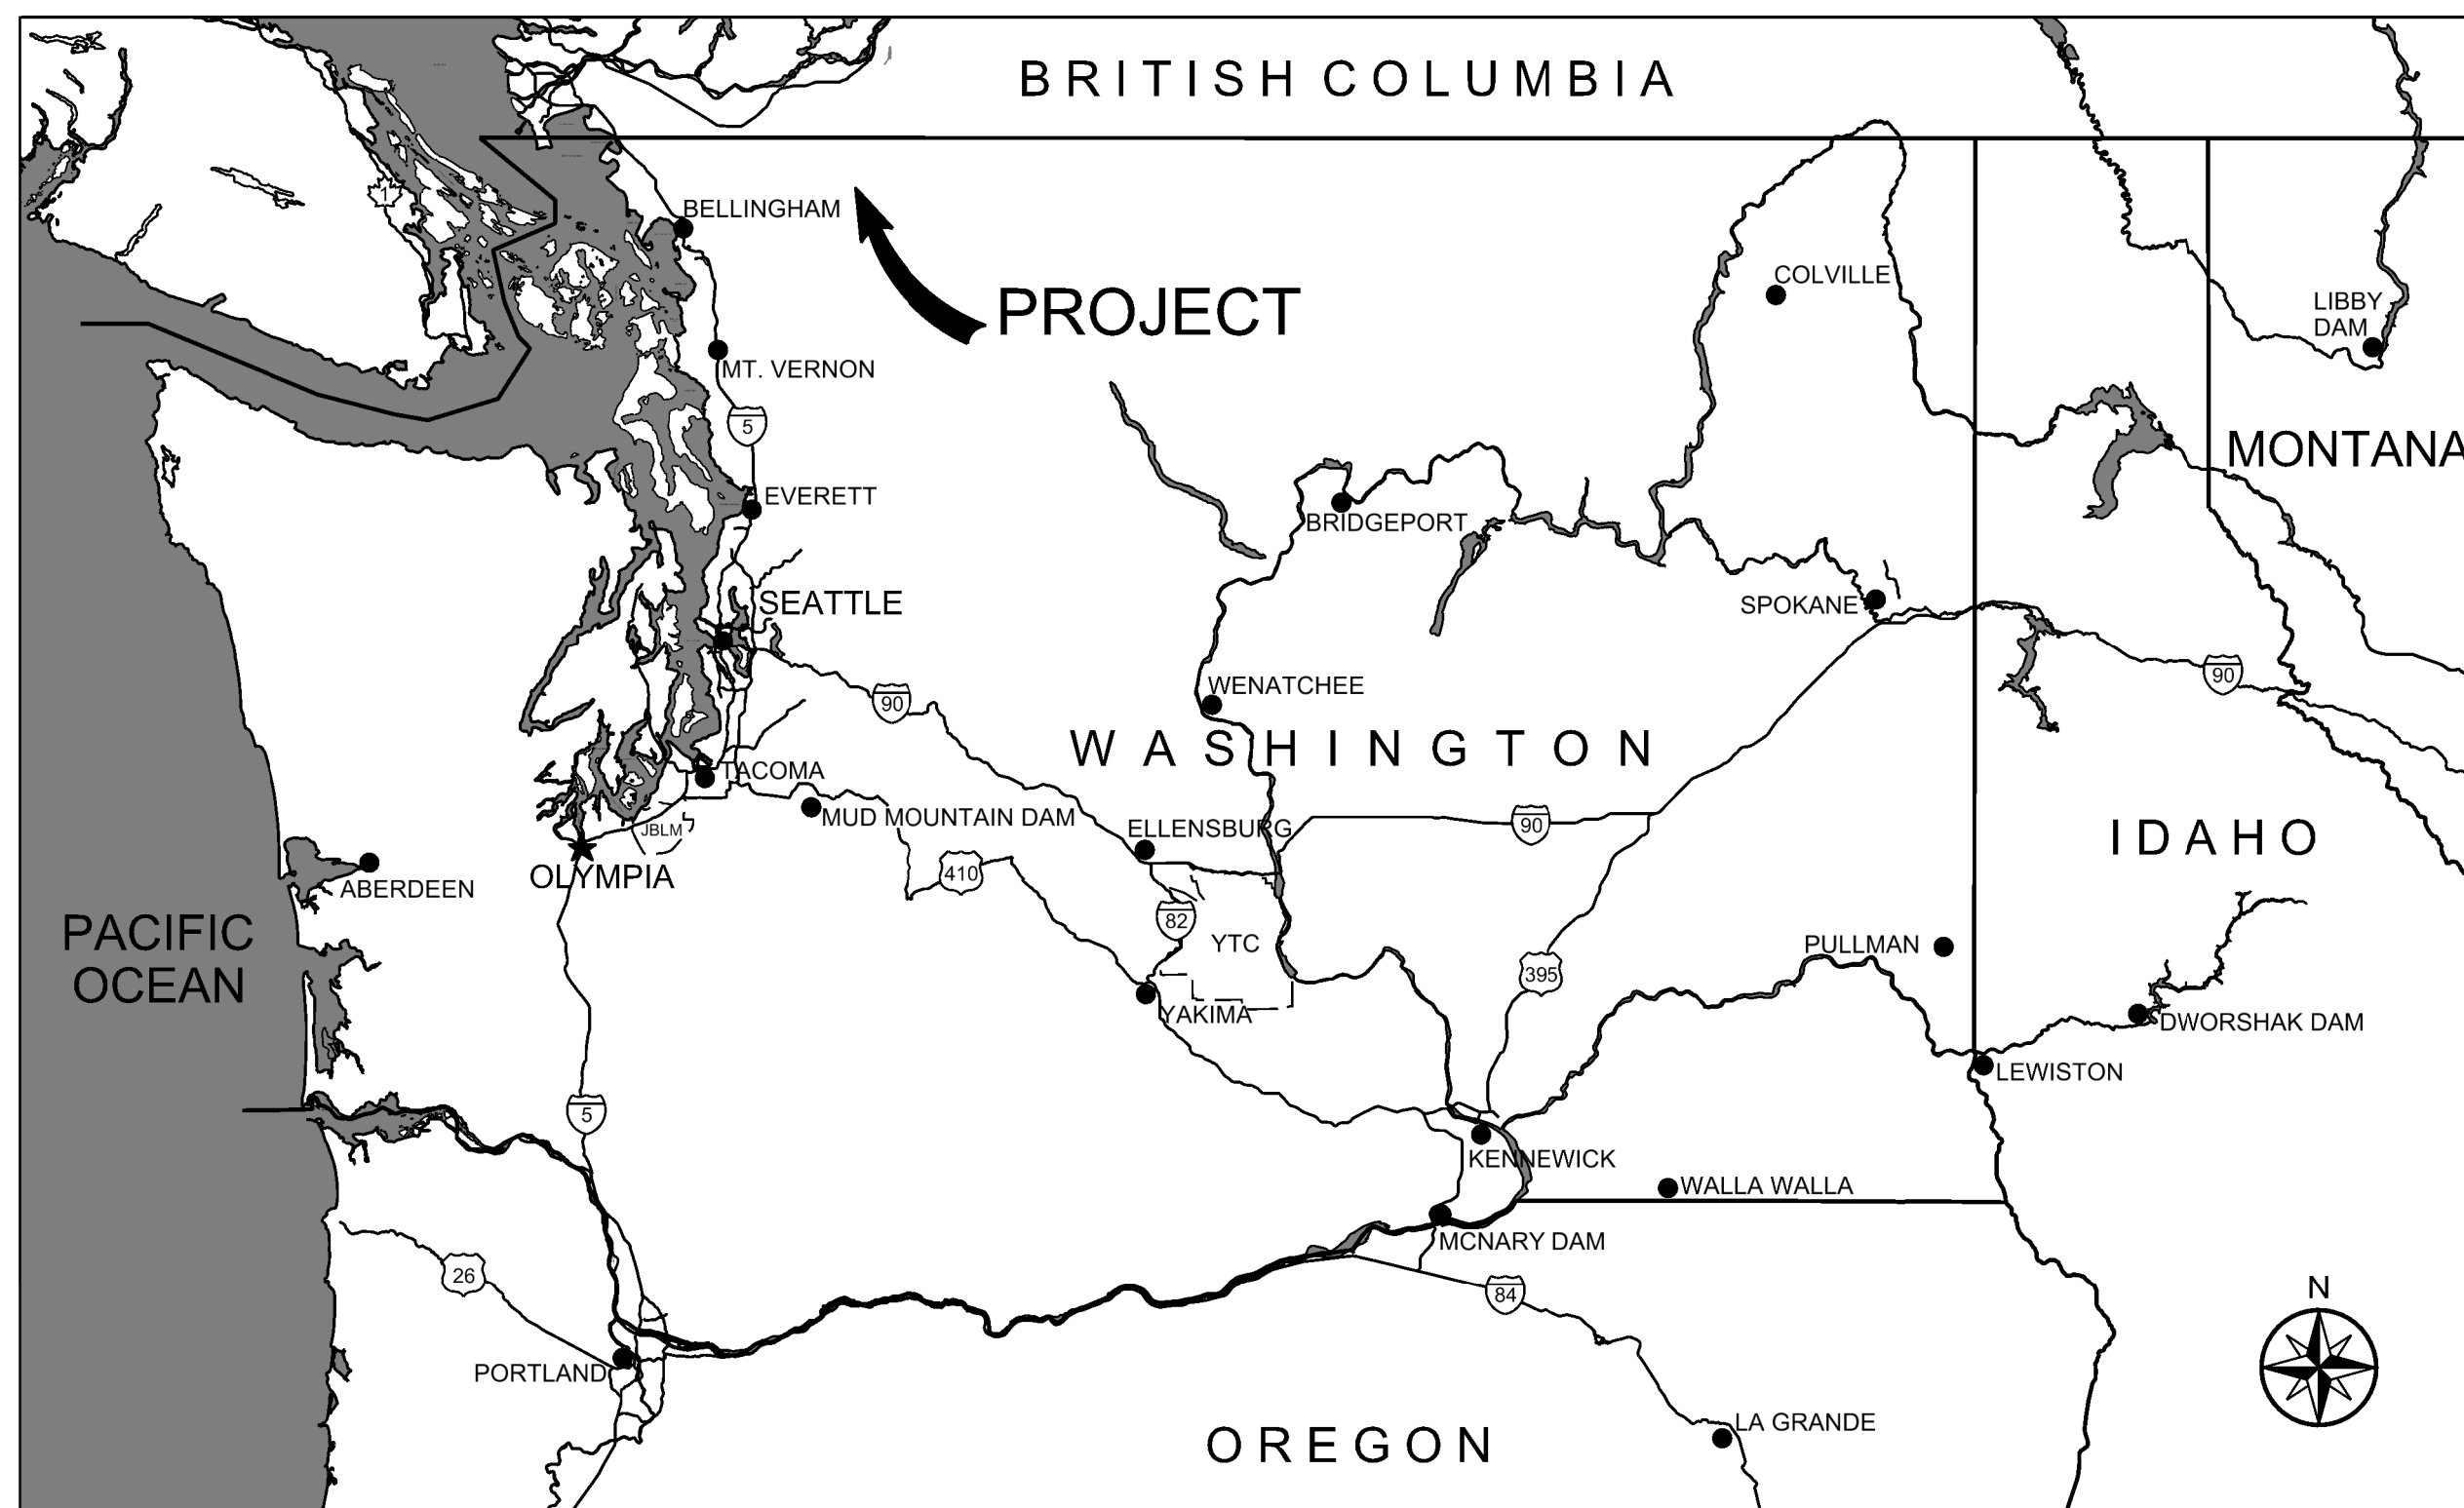 BRITISH COLUMBIA
1
BELLINGHAM
COLVILLE
PROJECT
LIBBY
DAM
MT. VERNON
5
MONTANA
EVERETT
BRIDGEPORT
SEATTLE
SPOKANE
90
WENATCHEE
90
WASHINGTON
TACOMA
MUD MOUNTAIN DAM
JBLM
ELLENSBURG
90
IDAHO
OLYMPIA
410
ABERDEEN
82
YTC
PULLMAN
PACIFIC
OCEAN
395
YAKIMA
DWORSHAK DAM
LEWISTON
5
KENNEWICK
WALLA WALLA
MCNARY DAM
26
84
N
PORTLAND
LA GRANDE
OREGON